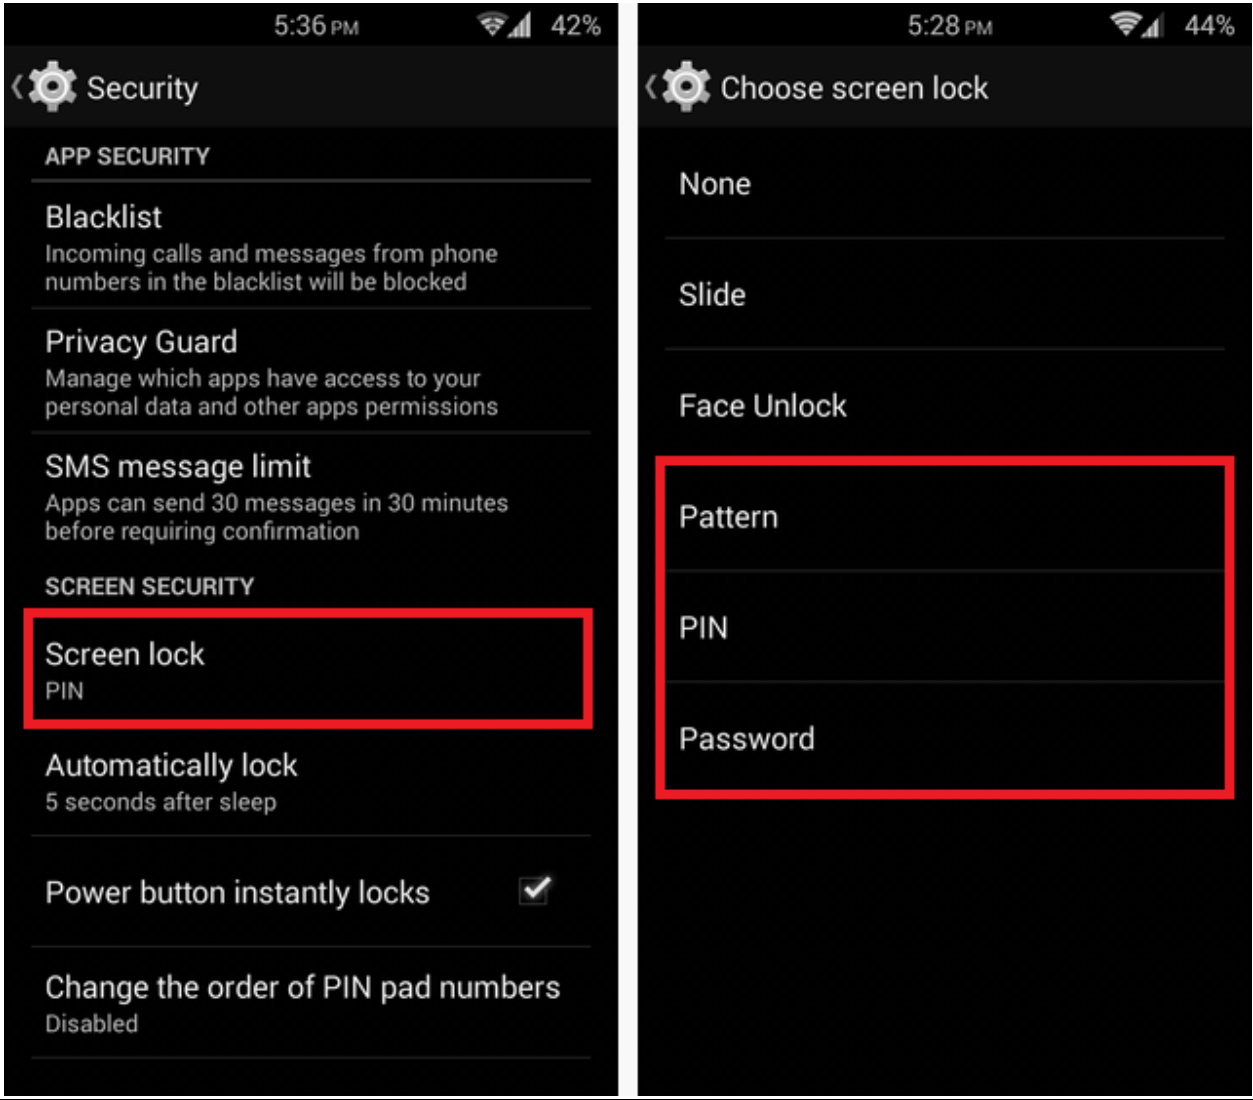 5:36 PM 42%
Security
APP SECURITY
Blacklist
Incoming calls and messages from phone
numbers in the blacklist will be blocked
Privacy Guard
Manage which apps have access to your
personal data and other apps permissions
SMS message limit
Apps can send 30 messages in 30 minutes
before requiring confirmation
SCREEN SECURITY
Screen lock
PIN
Automatically lock
5 seconds after sleep
Power button instantly locks
Change the order of PIN pad numbers
Disabled
5:28 PM 44%
Choose screen lock
None
Slide
Face Unlock
Pattern
PIN
Password